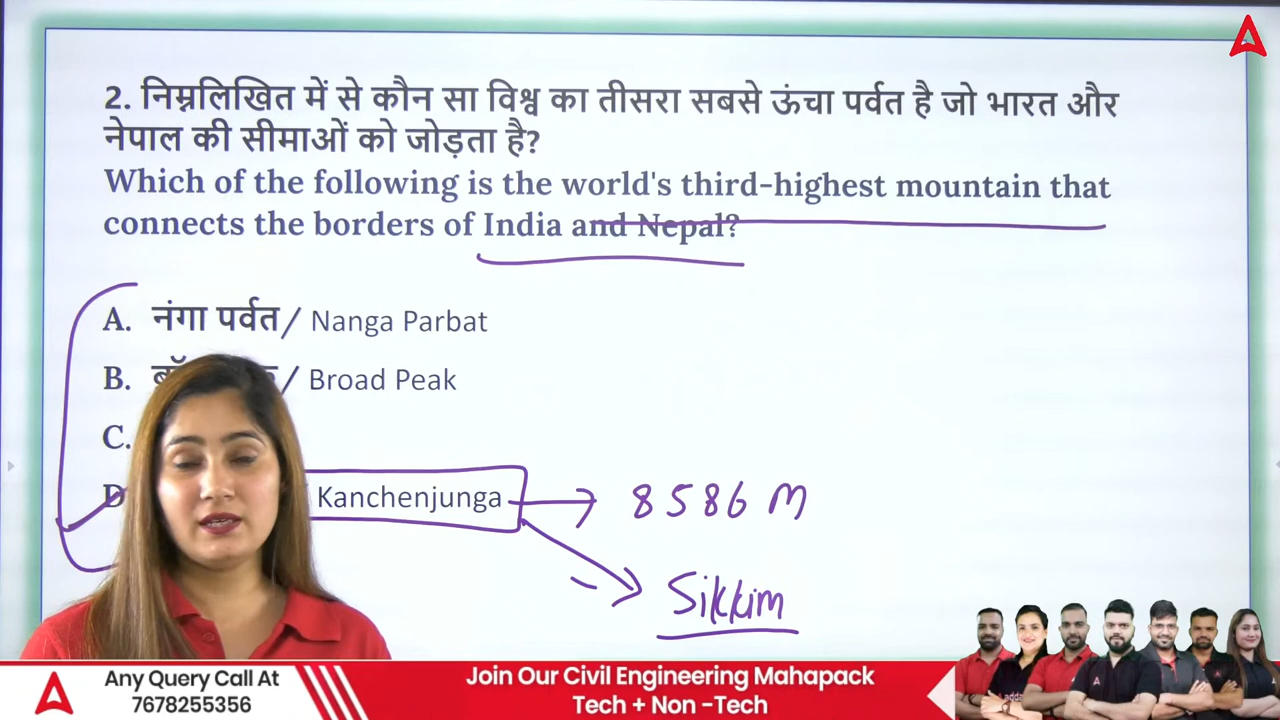 2. निम्नलिखित में से कौन सा विश्व का तीसरा सबसे ऊंचा पर्वत है जो भारत और
नेपाल की सीमाओं को जोड़ता है?
Which of the following is the world's third-highest mountain that
connects the borders of India and Nepal?
A. नंगा पर्वत/ Nanga Parbat
B. / Broad Peak
C.
D Kanchenjunga
8586 M
Sikkim
Any Query Call At
7678255356
Join Our Civil Engineering Mahapack
Tech + Non -Tech